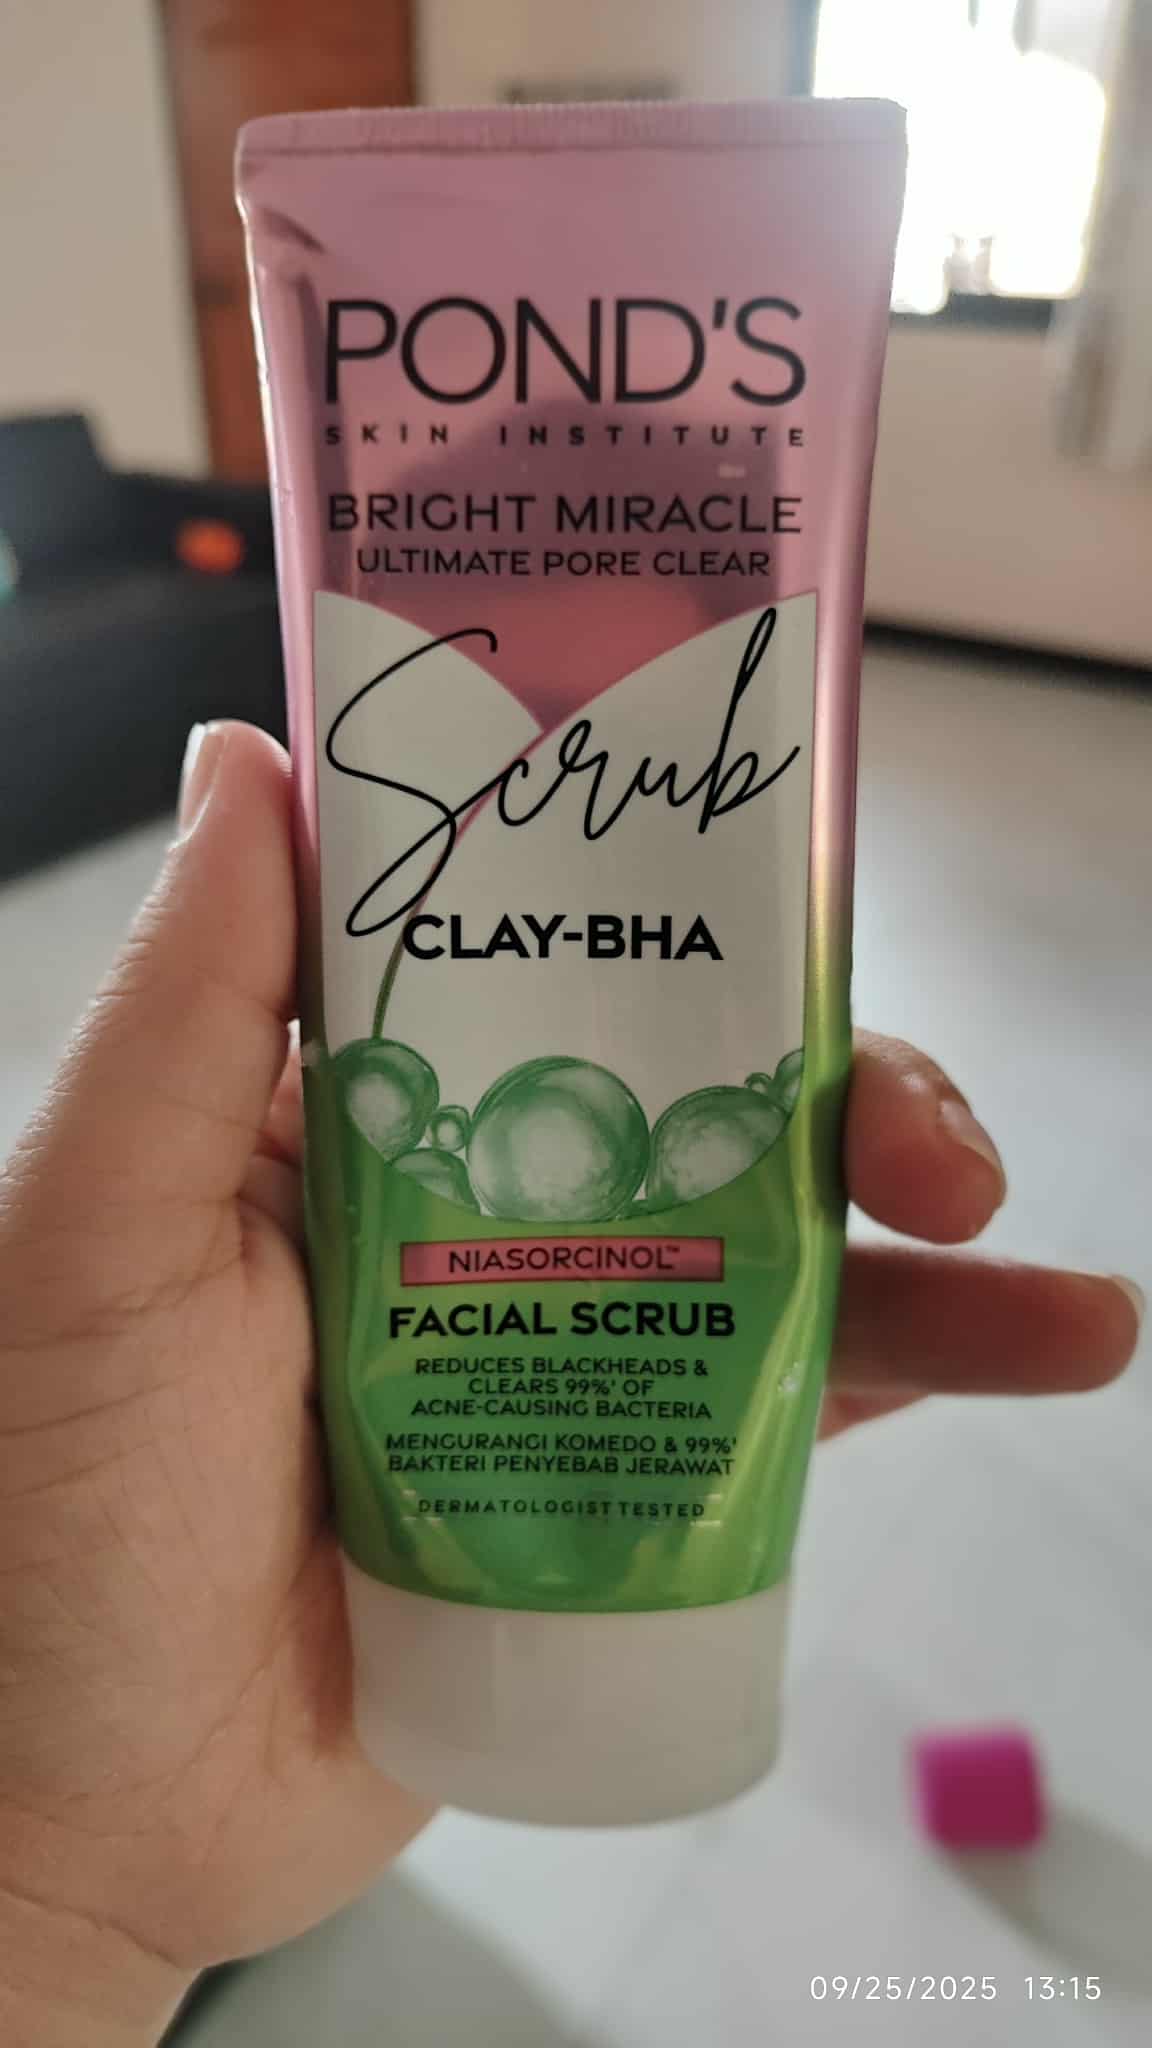 POND'S
SKIN INSTITUTE
BRIGHT MIRACLE
ULTIMATE PORE CLEAR
Scrub
CLAY-BHA
NIASORCINOL™
FACIAL SCRUB
REDUCES BLACKHEADS &
CLEARS 99%' OF
ACNE-CAUSING BACTERIA
MENGURANGI KOMEDO & 99%'
BAKTERI PENYEBAB JERAWAT
DERMATOLOGIST TESTED
09/25/2025 13:15